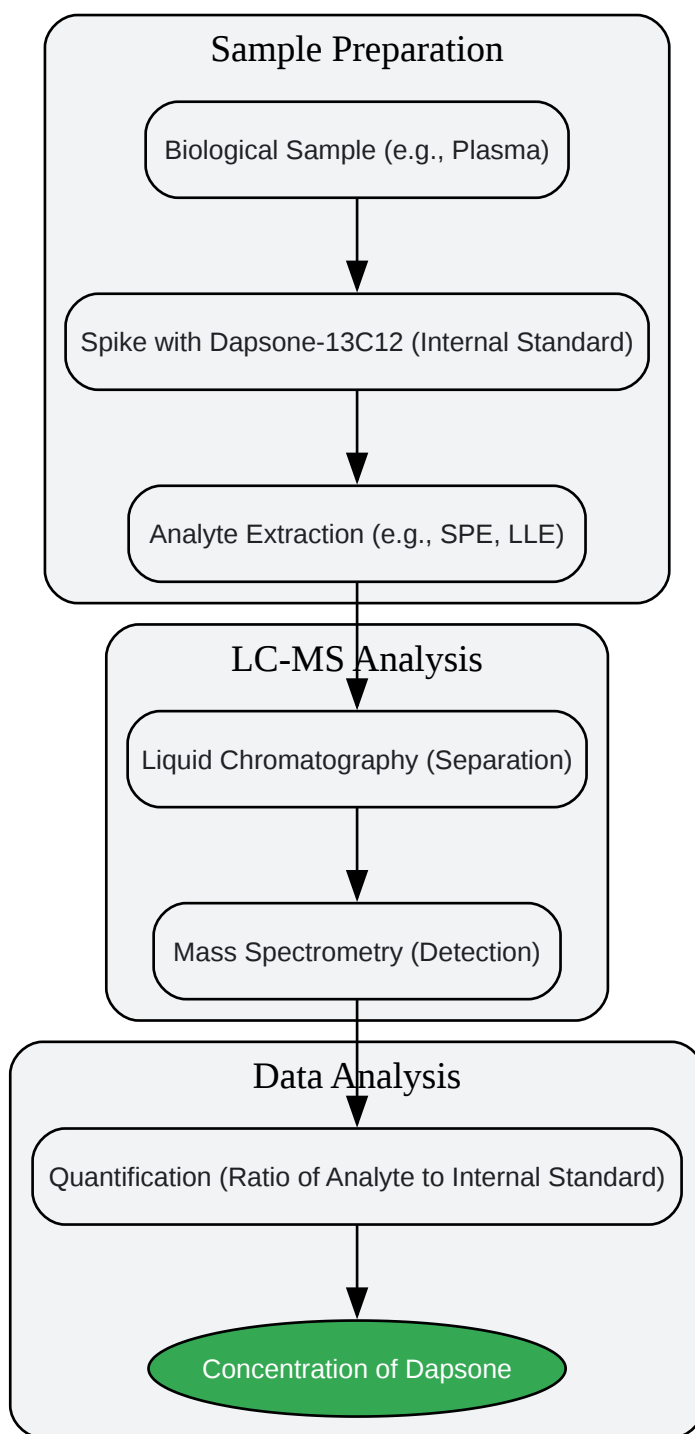 Sample Preparation
Biological Sample (e.g., Plasma)
Spike with Dapsone-13C12 (Internal Standard)
Analyte Extraction (e.g., SPE, LLE)
LC-MS Analysis
Liquid Chromatography (Separation)
Mass Spectrometry (Detection)
Data Analysis
Quantification (Ratio of Analyte to Internal Standard)
Concentration of Dapsone